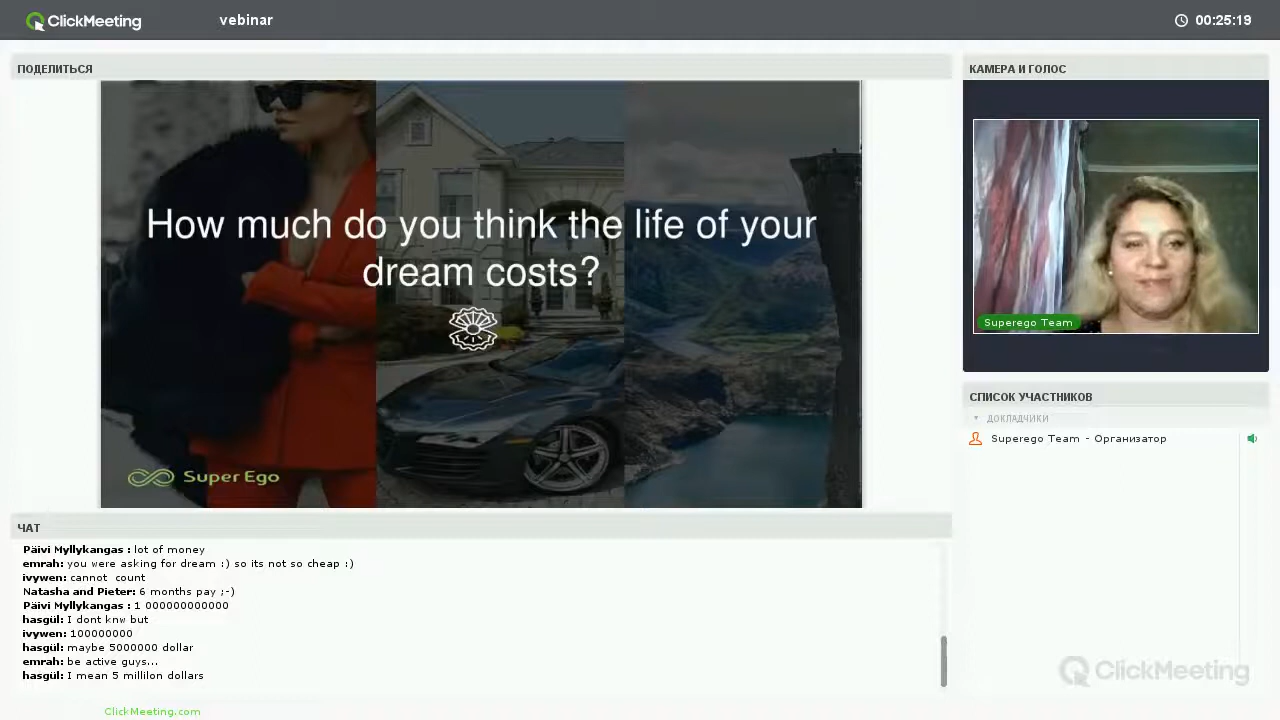 ClickMeeting
vebinar
00:25:19
ПОДЕЛИТЬСЯ
How much do you think the life of your
dream costs?
Super Ego
КАМЕРА И ГОЛОС
Superego Team
СПИСОК УЧАСТНИКОВ
ДОКЛАДЧИКИ
Superego Team - Организатор
ЧАТ
Päivi Myllykangas : lot of money
emrah: you were asking for dream :) so its not so cheap :)
ivywen: cannot count
Natasha and Pieter: 6 months pay ;-)
Päivi Myllykangas : 1 000000000000
hasgül: I dont knw but
ivywen: 100000000
hasgül: maybe 5000000 dollar
emrah: be active guys...
hasgül: I mean 5 millilon dollars
ClickMeeting
ClickMeeting.com